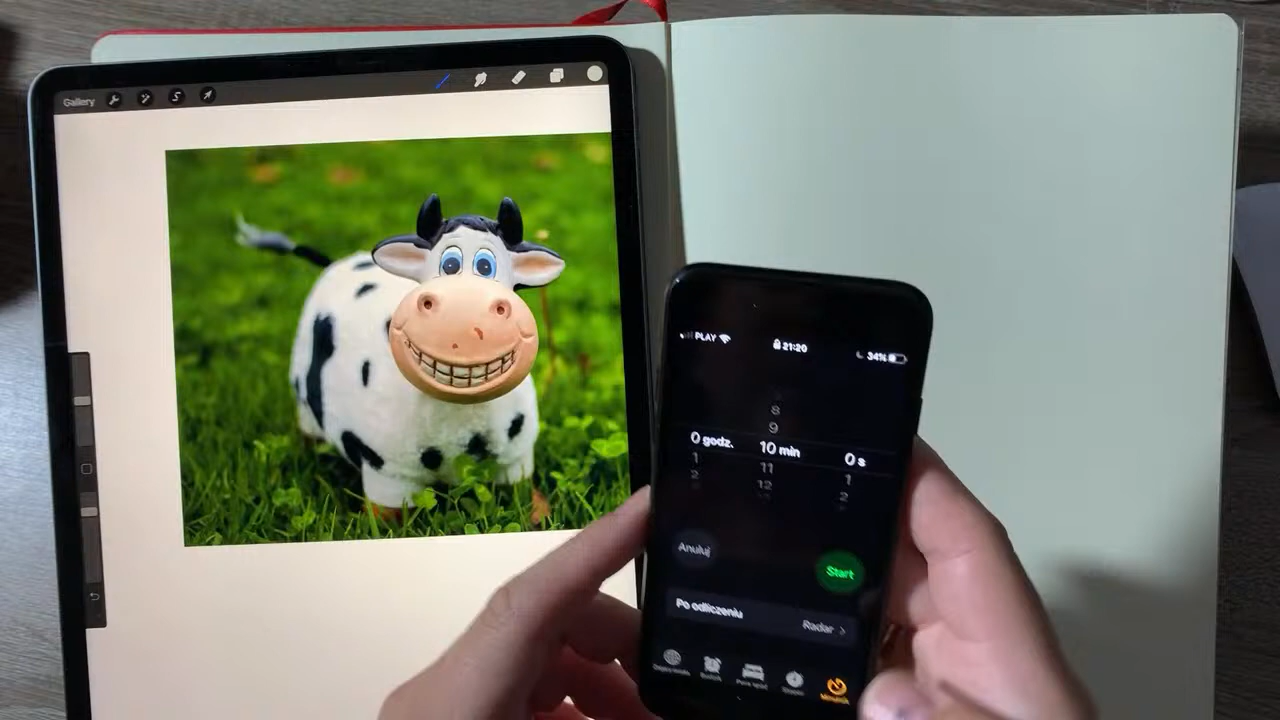 Gallery
PLAY 21:20 34%
8
9
0 godz. 10 min 0 s
1 11 1
2 12 2
Anuluj Start
Po odliczeniu Radar